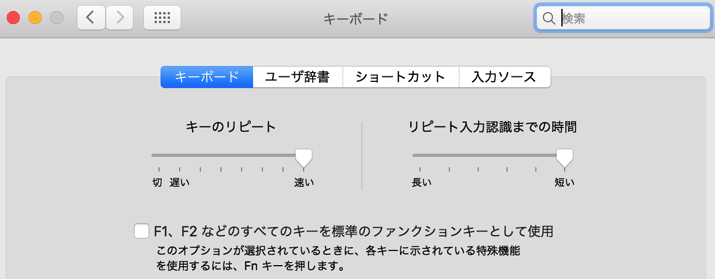 キーボード
検索
キーボード ユーザ辞書 ショートカット 入力ソース
キーのリピート リピート入力認識までの時間
切 遅い 速い 長い 短い
F1、F2 などのすべてのキーを標準のファンクションキーとして使用
このオプションが選択されているときに、各キーに示されている特殊機能
を使用するには、Fn キーを押します。